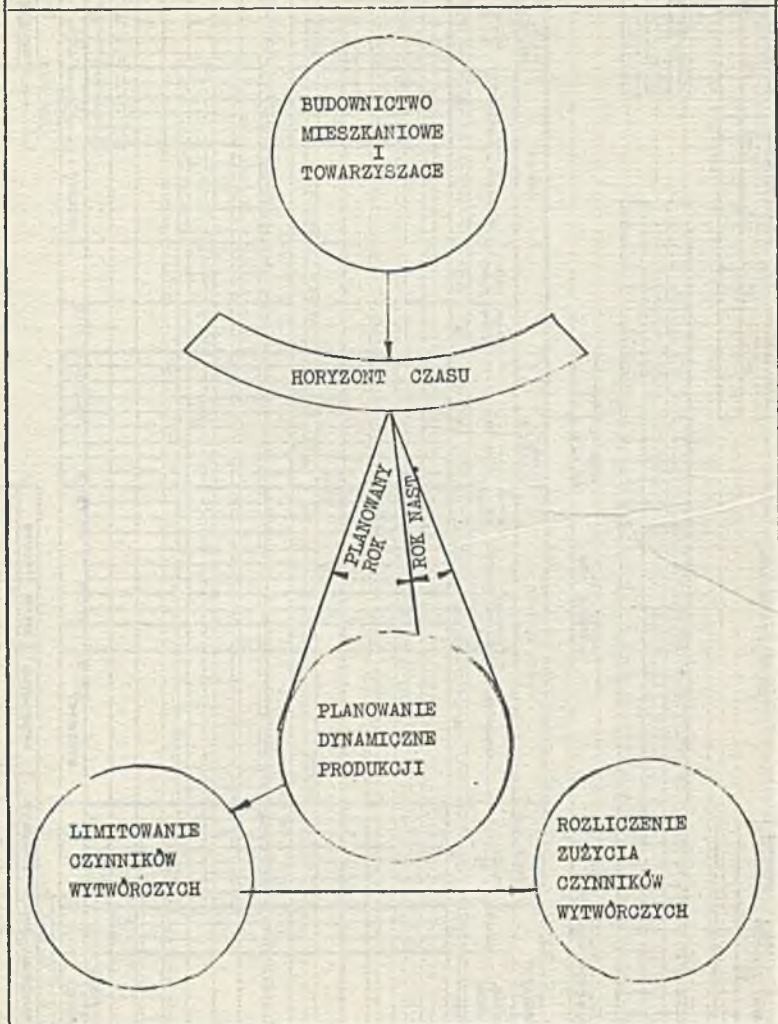 BUDOWNICTWO
MIESZKANIOWE
I
TOWARZYSZACE
HORYZONT CZASU
PLANOWANY
ROK
ROK NAST.
PLANOWANIE
DYNAMICZNE
PRODUKCJI
LIMITOWANIE
CZYNNIKÓW
WYTWÓRCZYCH
ROZLICZENIE
ZUŻYCIA
CZYNNIKÓW
WYTWÓRCZYCH